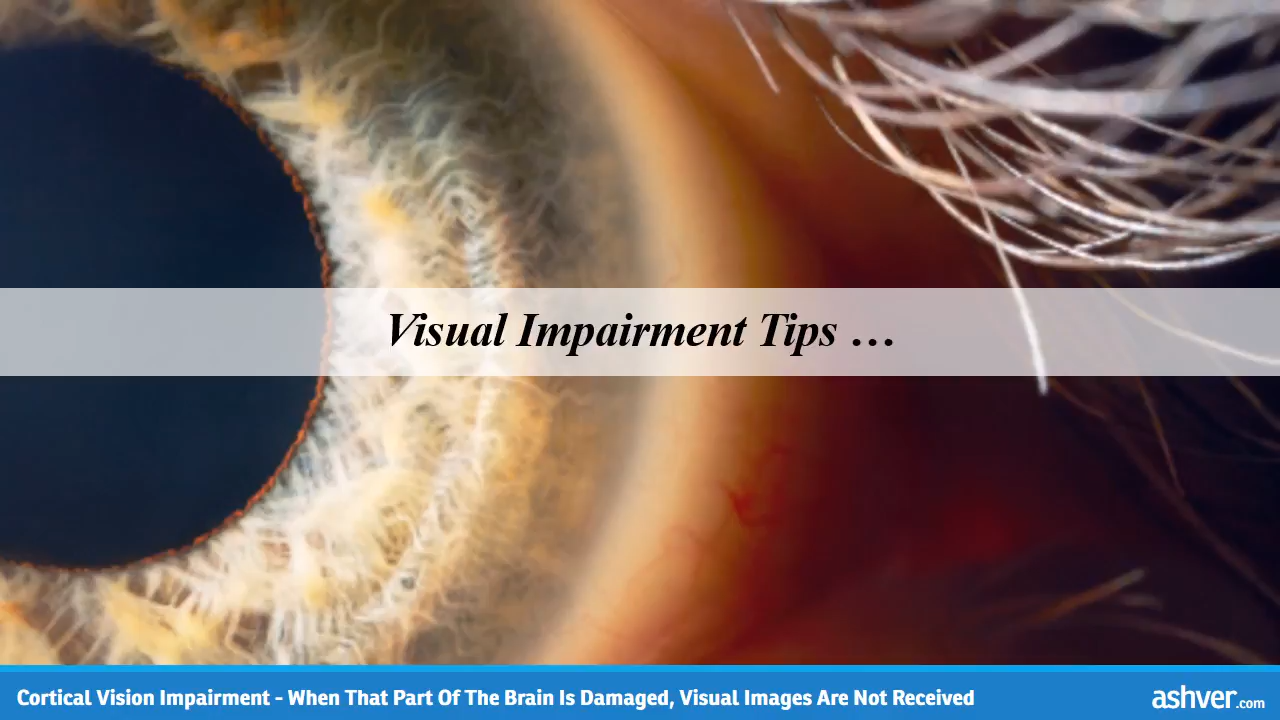 Visual Impairment Tips …
Cortical Vision Impairment - When That Part Of The Brain Is Damaged, Visual Images Are Not Received
ashver.com